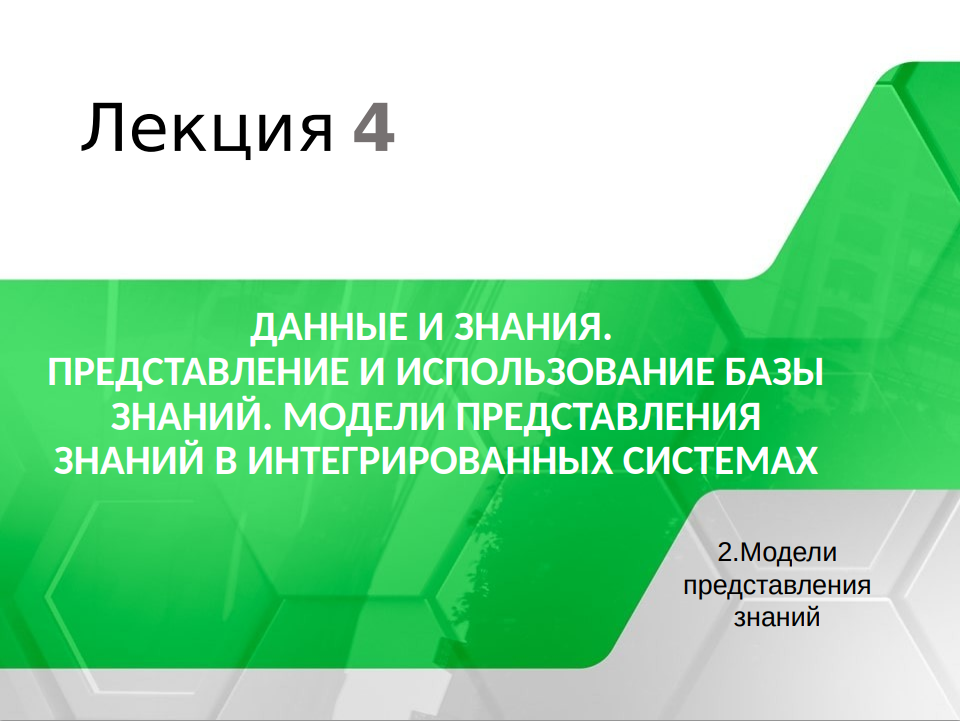 Лекция 4
ДАННЫЕ И ЗНАНИЯ.
ПРЕДСТАВЛЕНИЕ И ИСПОЛЬЗОВАНИЕ БАЗЫ
ЗНАНИЙ. МОДЕЛИ ПРЕДСТАВЛЕНИЯ
ЗНАНИЙ В ИНТЕГРИРОВАННЫХ СИСТЕМАХ
2.Модели
представления
знаний